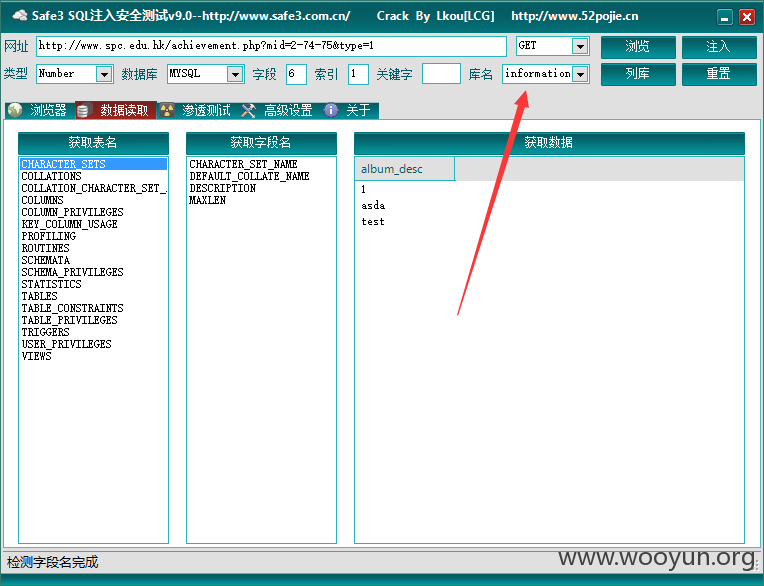 Safe3 SQL注入安全测试v9.0--http://www.safe3.com.cn/ Crack By Lkou[LCG] http://www.52pojie.cn
网址 http://www.spc.edu.hk/achievement.php?mid=2-74-75&type=1 GET 浏览 注入
类型 Number 数据库 MYSQL 字段 6 索引 1 关键字 库名 information 列库 重置
浏览器 数据读取 渗透测试 高级设置 关于
获取表名 获取字段名 获取数据
CHARACTER_SETS
COLLATIONS
COLLATION_CHARACTER_SET_
COLUMNS
COLUMN_PRIVILEGES
KEY_COLUMN_USAGE
PROFILING
ROUTINES
SCHEMATA
SCHEMA_PRIVILEGES
STATISTICS
TABLES
TABLE_CONSTRAINTS
TABLE_PRIVILEGES
TRIGGERS
USER_PRIVILEGES
VIEWS
CHARACTER_SET_NAME
DEFAULT_COLLATE_NAME
DESCRIPTION
MAXLEN
album_desc
1
asda
test
检测字段名完成
www.wooyun.org